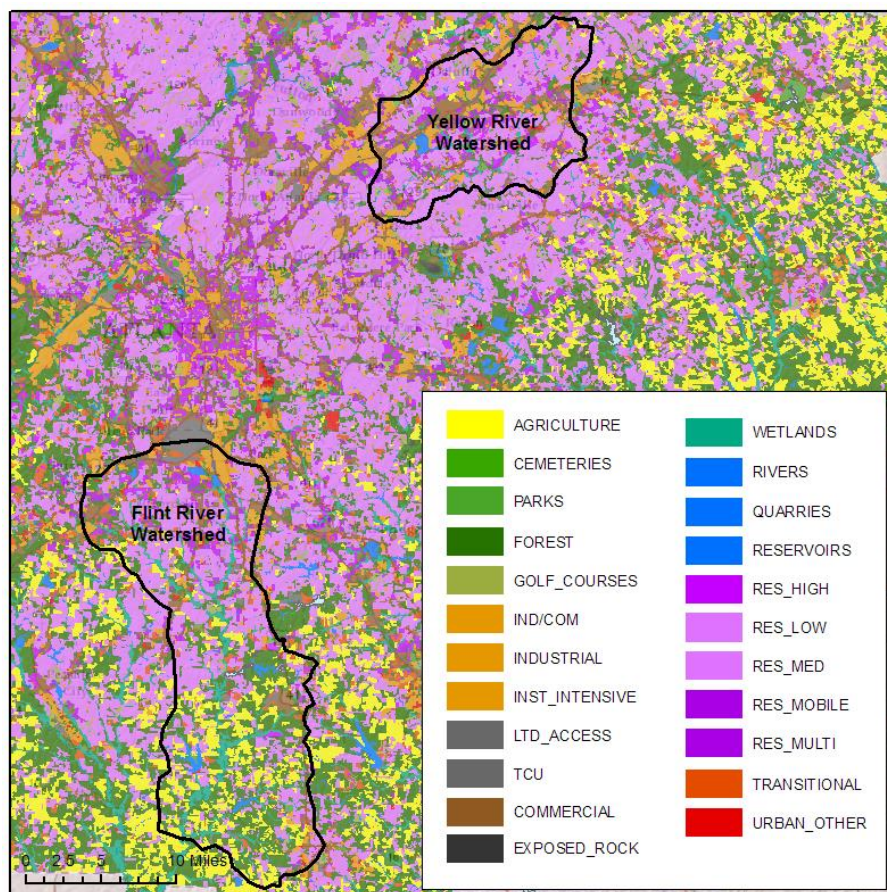 Yellow River
Watershed
Flint River
Watershed
AGRICULTURE
CEMETERIES
PARKS
FOREST
GOLF_COURSES
IND/COM
INDUSTRIAL
INST_INTENSIVE
LTD_ACCESS
TCU
COMMERCIAL
EXPOSED_ROCK
WETLANDS
RIVERS
QUARRIES
RESERVOIRS
RES_HIGH
RES_LOW
RES_MED
RES_MOBILE
RES_MULTI
TRANSITIONAL
URBAN_OTHER
0 2.5 5 10 Miles